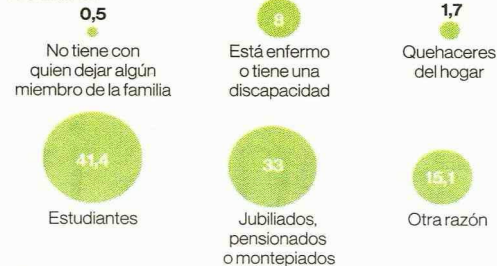 0,5
No tiene con
quien dejar algún
miembro de la familia
8
Está enfermo
o tiene una
discapacidad
1,7
Quehaceres
del hogar
41,4
Estudiantes
33
Jubiliados,
pensionados
o montepiados
15,1
Otra razón